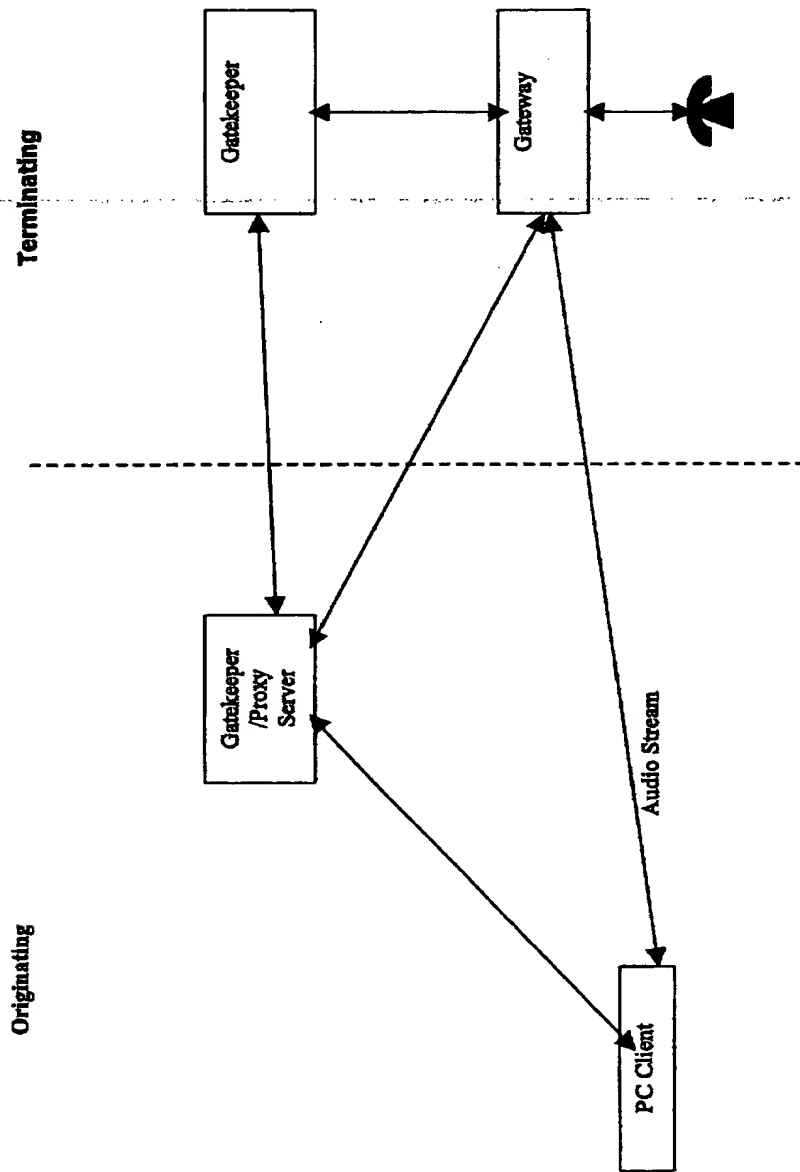 Originating
Terminating
Gatekeeper
/Proxy
Server
Gatekeeper
Gateway
PC Client
Audio Stream